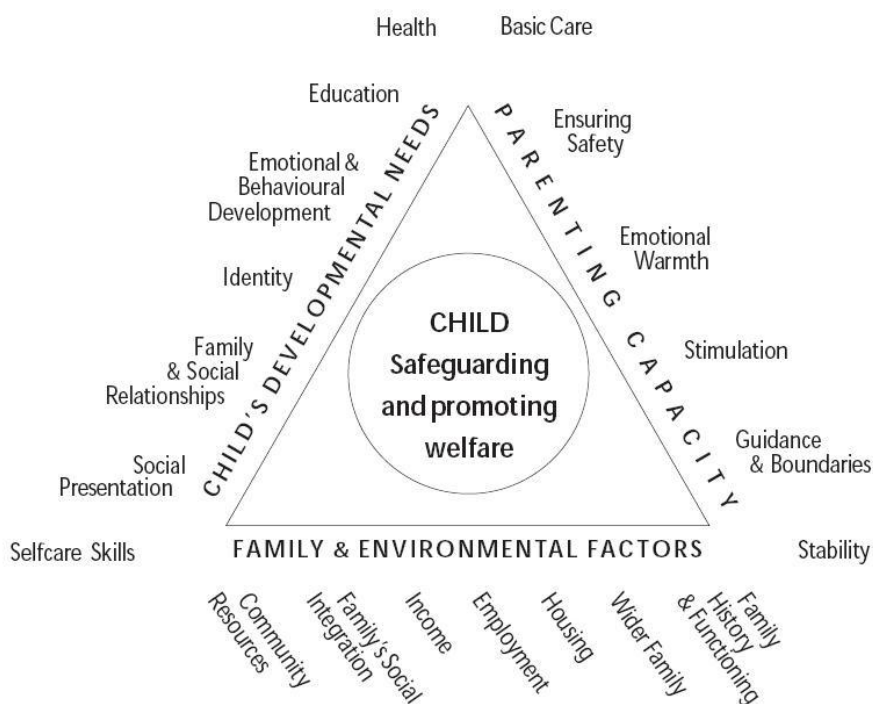 Health
Basic Care
Education
Ensuring
Safety
Emotional &
Behavioural
Development
Emotional
Warmth
Identity
Stimulation
Family
& Social
Relationships
Guidance
& Boundaries
Social
Presentation
Selfcare Skills
Stability
CHILD'S DEVELOPMENTAL NEEDS
PARENTING CAPACITY
CHILD
Safeguarding
and promoting
welfare
FAMILY & ENVIRONMENTAL FACTORS
Community
Resources
Family's Social
Integration
Income
Employment
Housing
Wider Family
Family
History
& Functioning